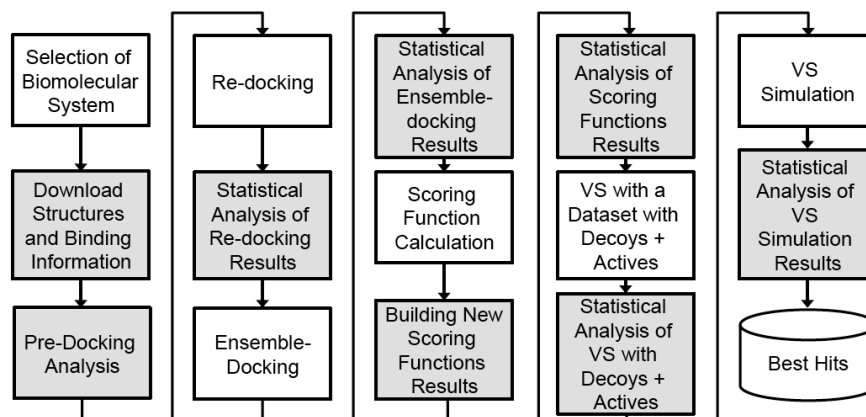 Selection of
Biomolecular
System
Download
Structures
and Binding
Information
Pre-Docking
Analysis
Re-docking
Statistical
Analysis of
Re-docking
Results
Ensemble-
Docking
Statistical
Analysis of
Ensemble-
docking
Results
Scoring
Function
Calculation
Building New
Scoring
Functions
Results
Statistical
Analysis of
Scoring
Functions Results
VS with a
Dataset with
Decoys +
Actives
Statistical
Analysis of
VS with
Decoys +
Actives
VS
Simulation
Statistical
Analysis of
VS
Simulation
Results
Best Hits